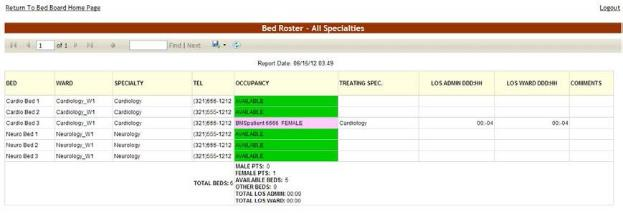 Return To Bed Board Home Page Logout
Bed Roster - All Specialties
1 of 1 Find | Next
Report Date: 06/16/12 03:49
BED WARD SPECIALTY TEL OCCUPANCY TREATING SPEC. LOS ADMIN DDD:HH LOS WARD DDD:HH COMMENTS
Cardio Bed 1 Cardiology_W1 Cardiology (321)555-1212 AVAILABLE
Cardio Bed 2 Cardiology_W1 Cardiology (321)555-1212 AVAILABLE
Cardio Bed 3 Cardiology_W1 Cardiology (321)555-1212 BMSpatient 6666 FEMALE Cardiology 00:-04 00:-04
Neuro Bed 1 Neurology_W1 Neurology (321)555-1212 AVAILABLE
Neuro Bed 2 Neurology_W1 Neurology (321)555-1212 AVAILABLE
Neuro Bed 3 Neurology_W1 Neurology (321)555-1212 AVAILABLE
MALE PTS: 0
FEMALE PTS: 1
TOTAL BEDS: 6 AVAILABLE BEDS: 5
OTHER BEDS: 0
TOTAL LOS ADMIN: 00:00
TOTAL LOS WARD: 00:00